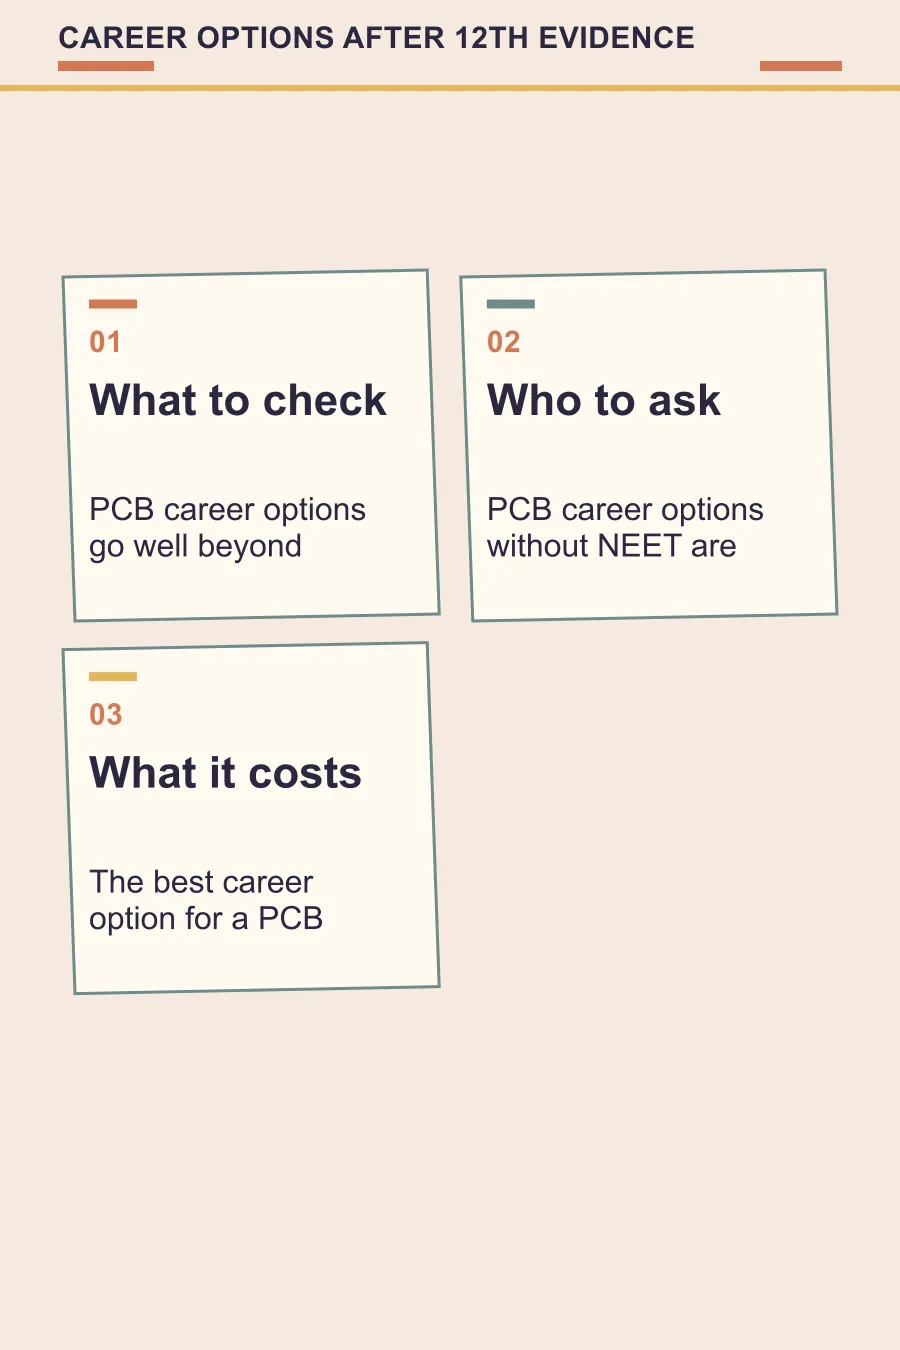 CAREER OPTIONS AFTER 12TH EVIDENCE
01
What to check
PCB career options
go well beyond
02
Who to ask
PCB career options
without NEET are
03
What it costs
The best career
option for a PCB